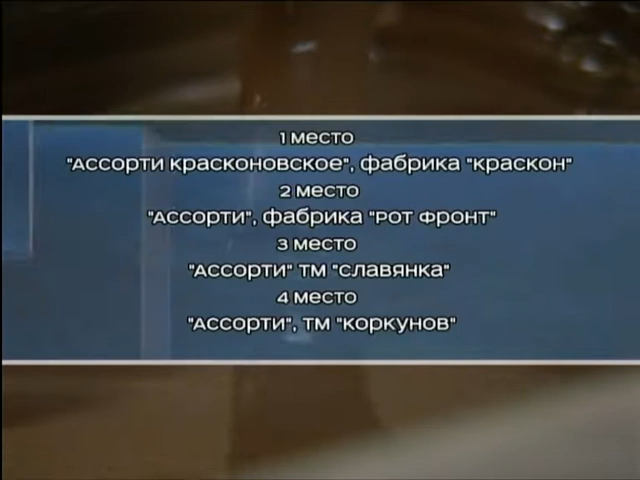 1 место
"Ассорти красконовское", фабрика "краскон"
2 место
"Ассорти", фабрика "РОТ ФРОНТ"
3 место
"Ассорти" тм "славянка"
4 место
"Ассорти", тм "коркунов"